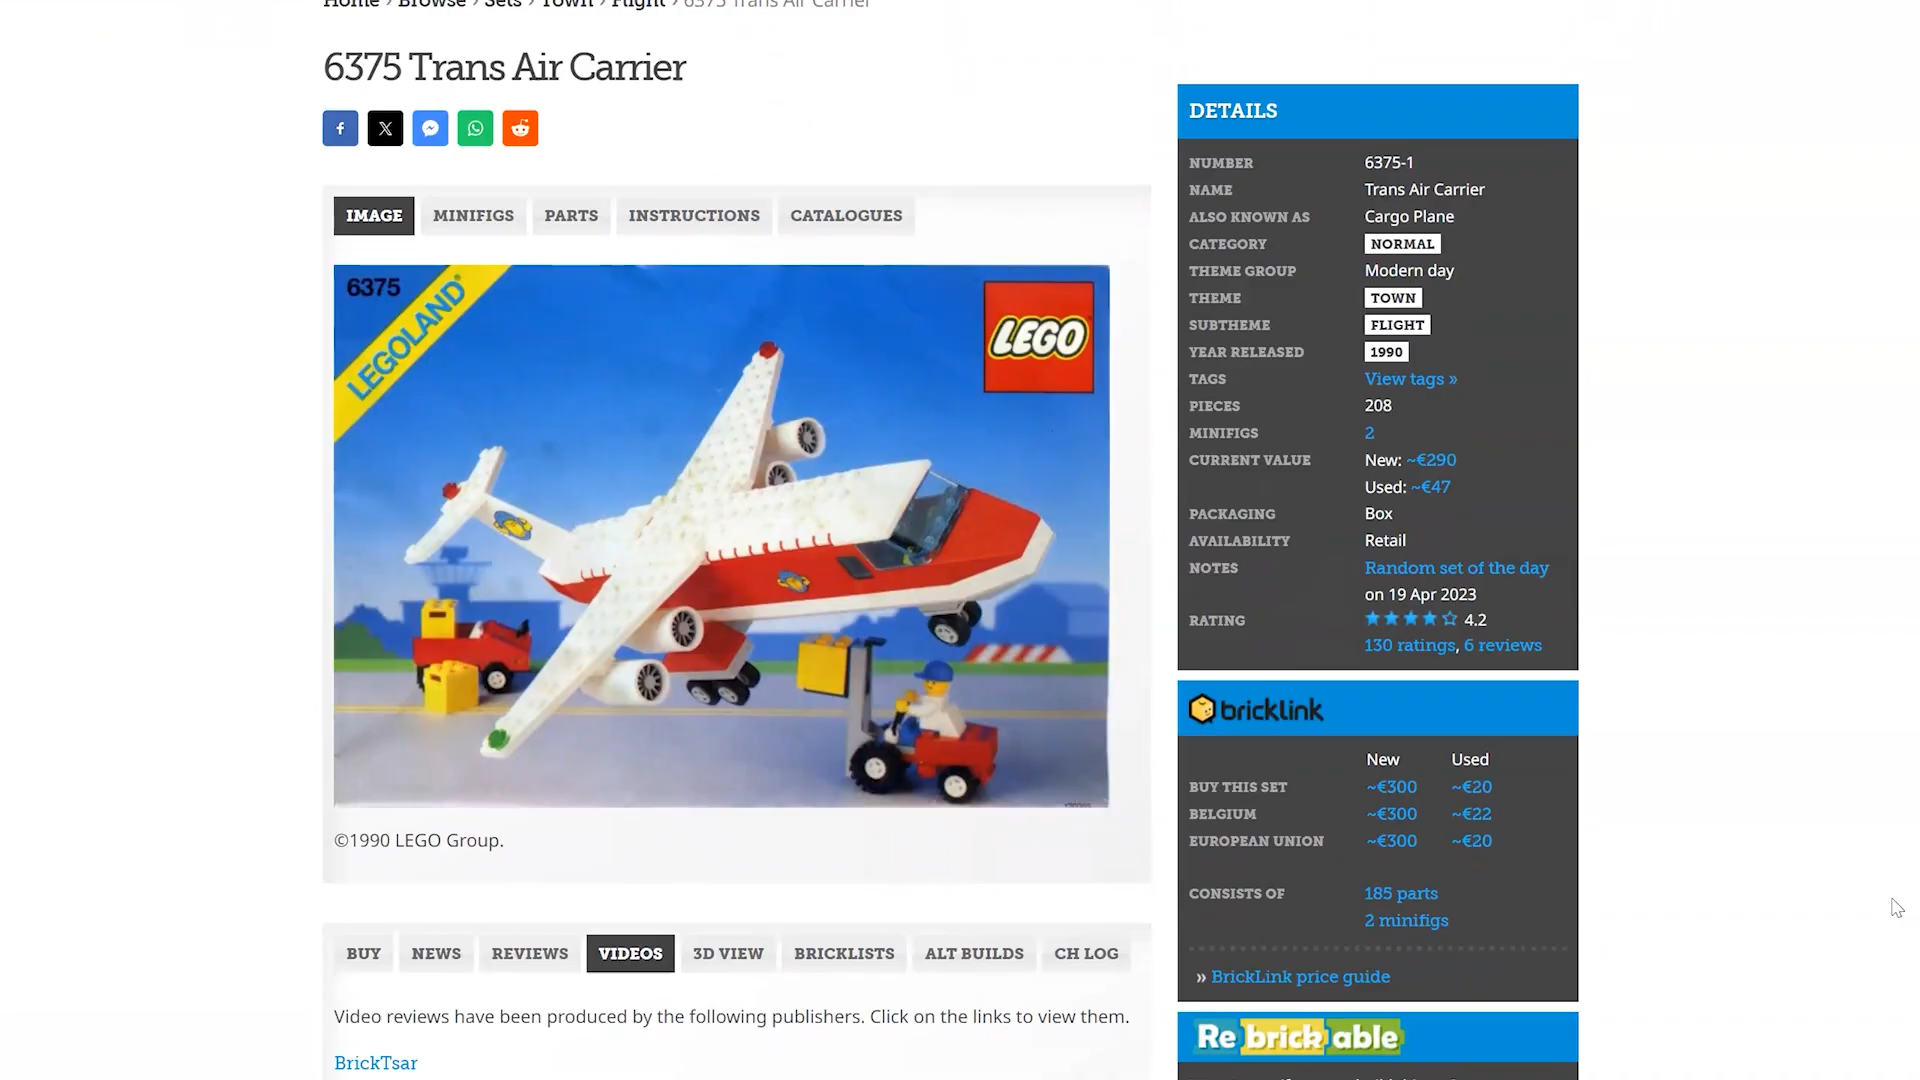 Home › Browse › Sets › Town › Flight › 6375 Trans Air Carrier
6375 Trans Air Carrier
IMAGE
MINIFIGS
PARTS
INSTRUCTIONS
CATALOGUES
6375
LEGOLAND®
LEGO
©1990 LEGO Group.
BUY
NEWS
REVIEWS
VIDEOS
3D VIEW
BRICKLISTS
ALT BUILDS
CH LOG
Video reviews have been produced by the following publishers. Click on the links to view them.
BrickTsar
DETAILS
NUMBER 6375-1
NAME Trans Air Carrier
ALSO KNOWN AS Cargo Plane
CATEGORY NORMAL
THEME GROUP Modern day
THEME TOWN
SUBTHEME FLIGHT
YEAR RELEASED 1990
TAGS View tags »
PIECES 208
MINIFIGS 2
CURRENT VALUE New: ~€290
Used: ~€47
PACKAGING Box
AVAILABILITY Retail
NOTES Random set of the day
on 19 Apr 2023
RATING 4.2
130 ratings, 6 reviews
bricklink
New Used
BUY THIS SET ~€300 ~€20
BELGIUM ~€300 ~€22
EUROPEAN UNION ~€300 ~€20
CONSISTS OF 185 parts
2 minifigs
» BrickLink price guide
Rebrickable